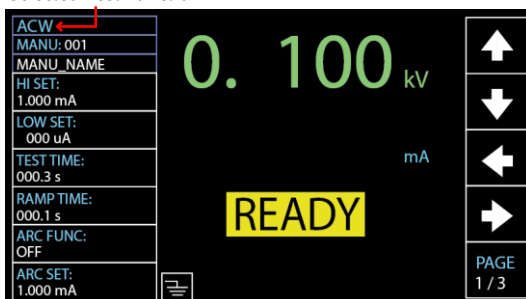 ACW
MANU: 001
MANU_NAME
HI SET:
1.000 mA
LOW SET:
000 uA
TEST TIME:
000.3 s
RAMP TIME:
000.1 s
ARC FUNC:
OFF
ARC SET:
1.000 mA
0. 100 kV
mA
READY
PAGE
1 / 3